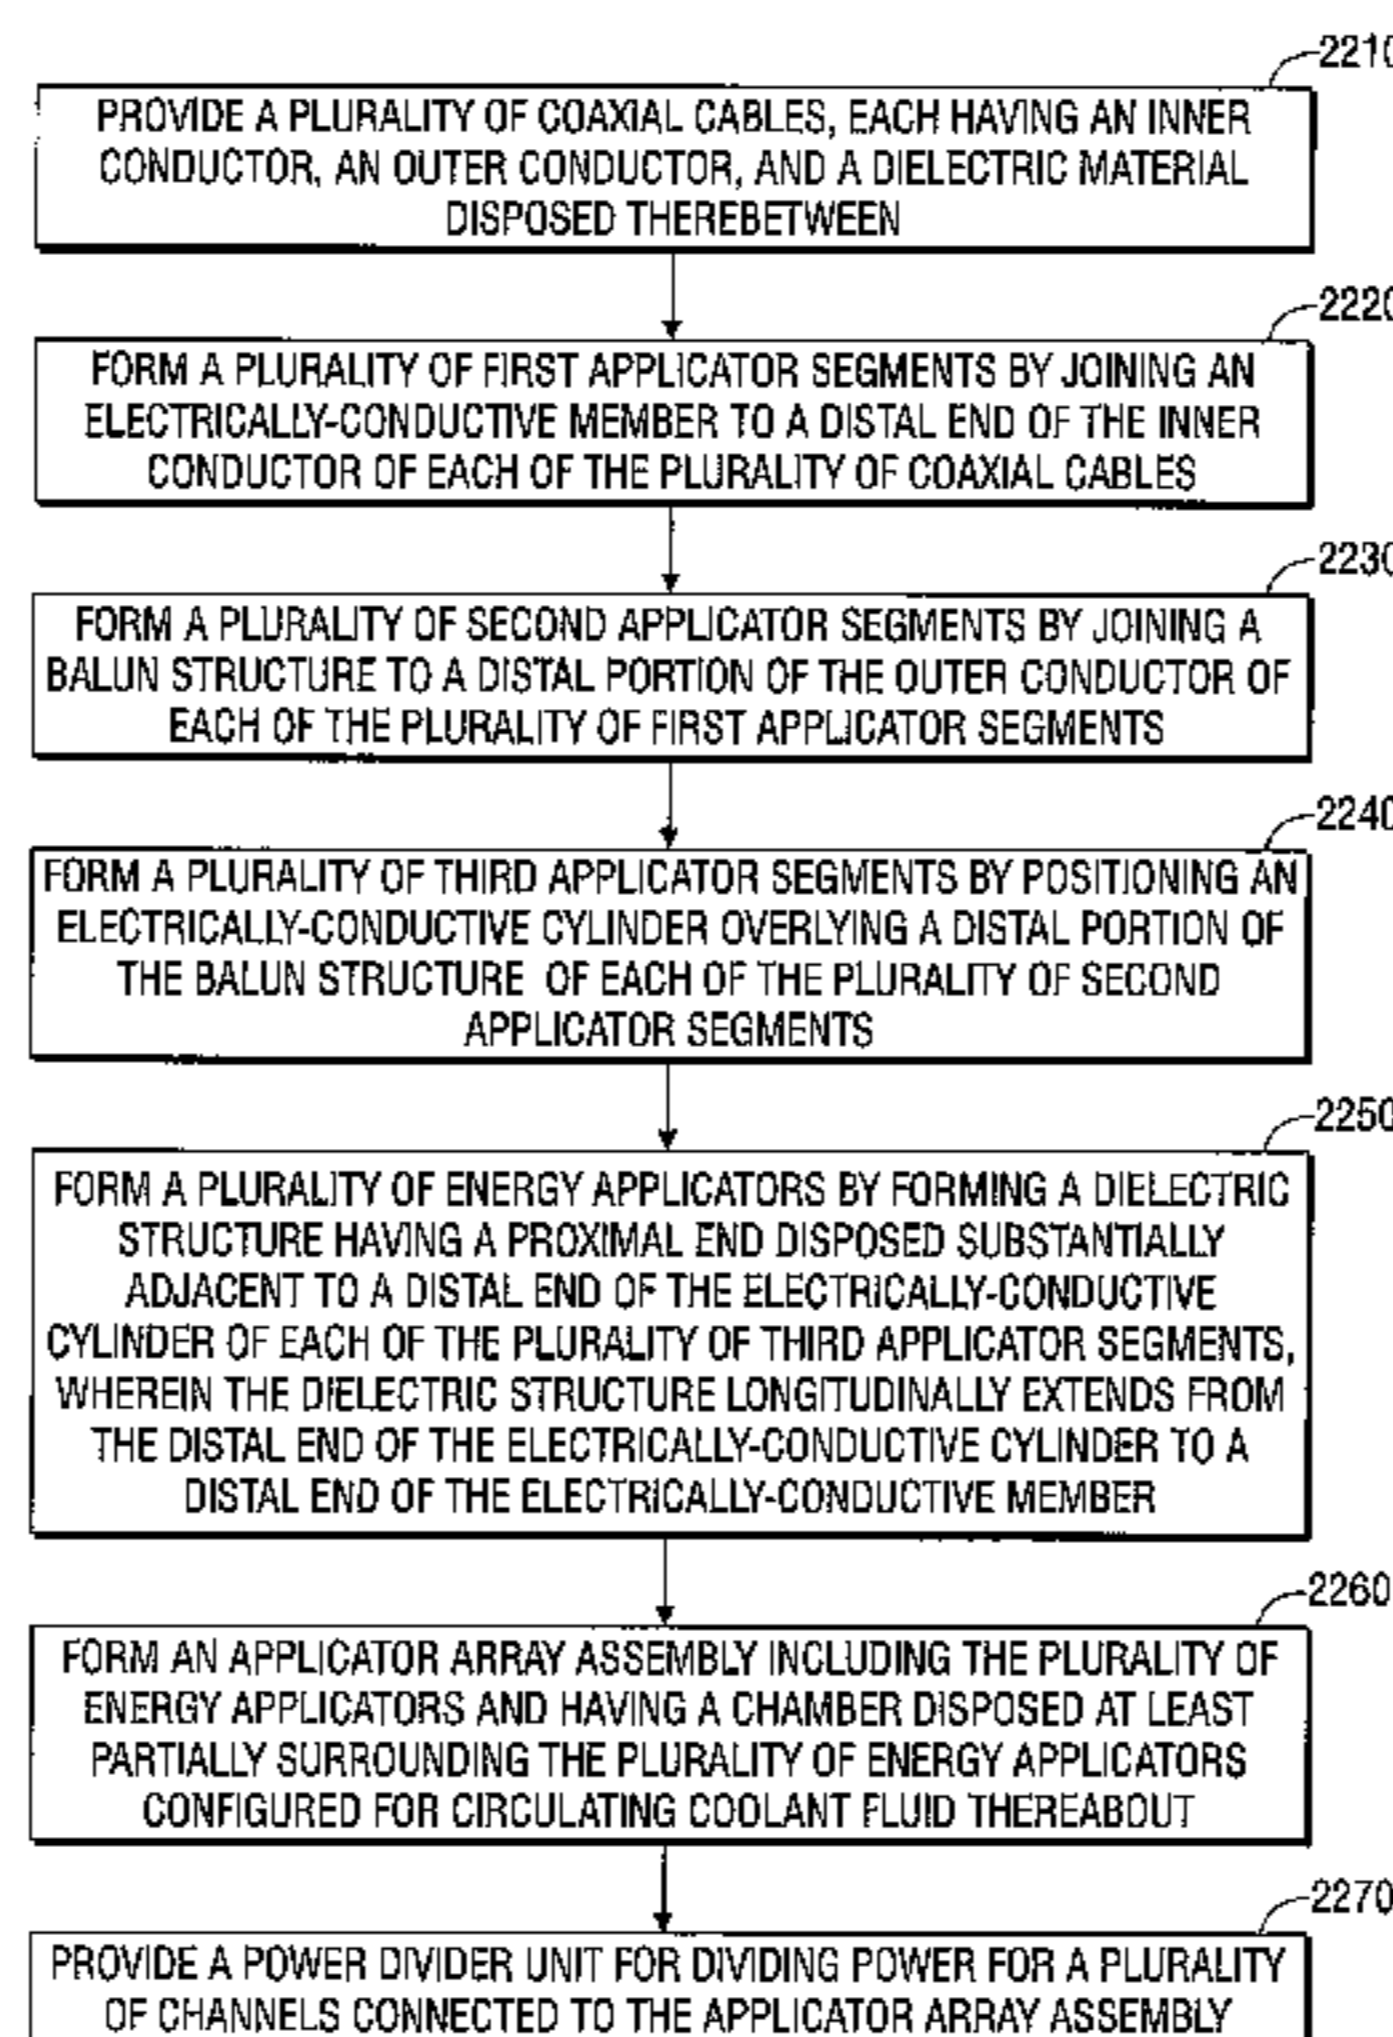 2210
PROVIDE A PLURALITY OF COAXIAL CABLES, EACH HAVING AN INNER
CONDUCTOR, AN OUTER CONDUCTOR, AND A DIELECTRIC MATERIAL
DISPOSED THEREBETWEEN
2220
FORM A PLURALITY OF FIRST APPLICATOR SEGMENTS BY JOINING AN
ELECTRICALLY-CONDUCTIVE MEMBER TO A DISTAL END OF THE INNER
CONDUCTOR OF EACH OF THE PLURALITY OF COAXIAL CABLES
2230
FORM A PLURALITY OF SECOND APPLICATOR SEGMENTS BY JOINING A
BALUN STRUCTURE TO A DISTAL PORTION OF THE OUTER CONDUCTOR OF
EACH OF THE PLURALITY OF FIRST APPLICATOR SEGMENTS
2240
FORM A PLURALITY OF THIRD APPLICATOR SEGMENTS BY POSITIONING AN
ELECTRICALLY-CONDUCTIVE CYLINDER OVERLYING A DISTAL PORTION OF
THE BALUN STRUCTURE OF EACH OF THE PLURALITY OF SECOND
APPLICATOR SEGMENTS
2250
FORM A PLURALITY OF ENERGY APPLICATORS BY FORMING A DIELECTRIC
STRUCTURE HAVING A PROXIMAL END DISPOSED SUBSTANTIALLY
ADJACENT TO A DISTAL END OF THE ELECTRICALLY-CONDUCTIVE
CYLINDER OF EACH OF THE PLURALITY OF THIRD APPLICATOR SEGMENTS,
WHEREIN THE DIELECTRIC STRUCTURE LONGITUDINALLY EXTENDS FROM
THE DISTAL END OF THE ELECTRICALLY-CONDUCTIVE CYLINDER TO A
DISTAL END OF THE ELECTRICALLY-CONDUCTIVE MEMBER
2260
FORM AN APPLICATOR ARRAY ASSEMBLY INCLUDING THE PLURALITY OF
ENERGY APPLICATORS AND HAVING A CHAMBER DISPOSED AT LEAST
PARTIALLY SURROUNDING THE PLURALITY OF ENERGY APPLICATORS
CONFIGURED FOR CIRCULATING COOLANT FLUID THEREABOUT
2270
PROVIDE A POWER DIVIDER UNIT FOR DIVIDING POWER FOR A PLURALITY
OF CHANNELS CONNECTED TO THE APPLICATOR ARRAY ASSEMBLY